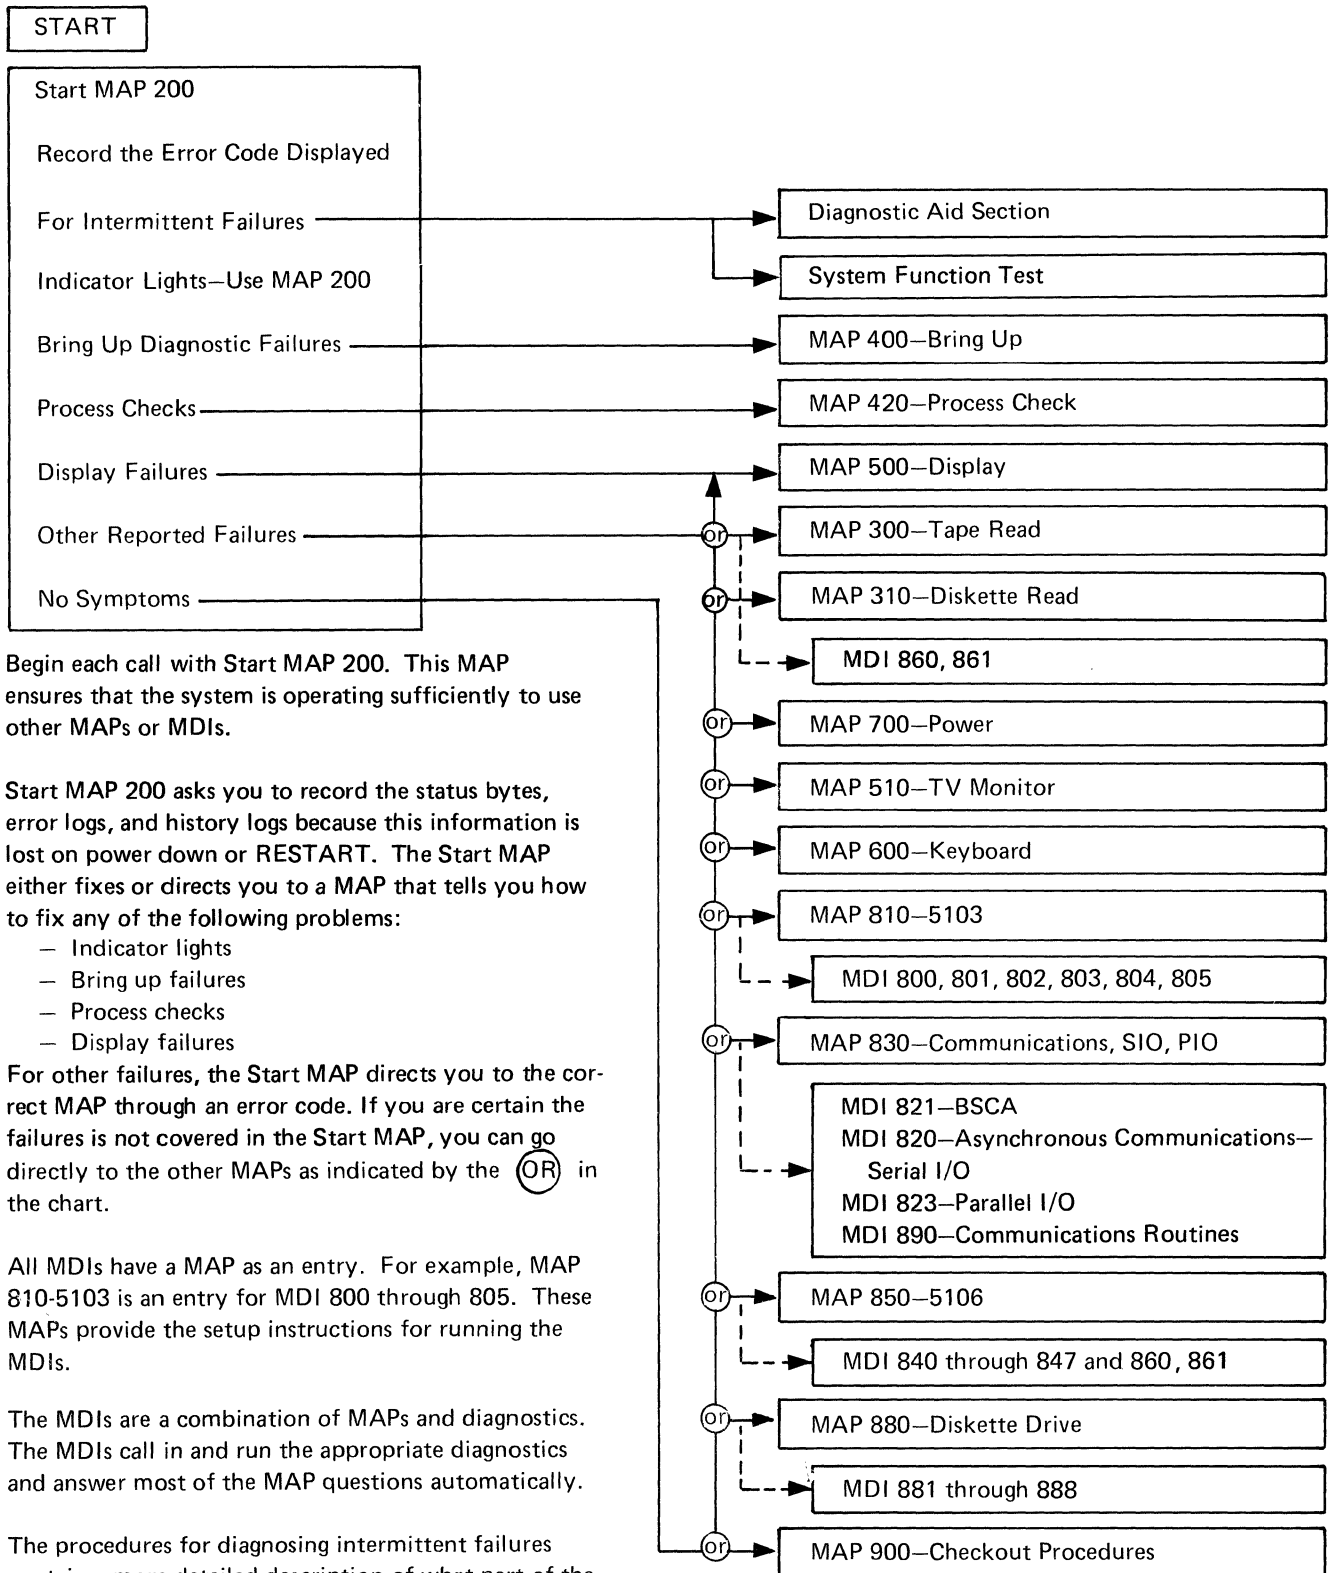 START
Start MAP 200
Record the Error Code Displayed
For Intermittent Failures
Indicator Lights—Use MAP 200
Bring Up Diagnostic Failures
Process Checks
Display Failures
Other Reported Failures
No Symptoms
Begin each call with Start MAP 200. This MAP
ensures that the system is operating sufficiently to use
other MAPs or MDIs.
Start MAP 200 asks you to record the status bytes,
error logs, and history logs because this information is
lost on power down or RESTART. The Start MAP
either fixes or directs you to a MAP that tells you how
to fix any of the following problems:
— Indicator lights
— Bring up failures
— Process checks
— Display failures
For other failures, the Start MAP directs you to the cor-
rect MAP through an error code. If you are certain the
failures is not covered in the Start MAP, you can go
directly to the other MAPs as indicated by the OR in
the chart.
All MDIs have a MAP as an entry. For example, MAP
810-5103 is an entry for MDI 800 through 805. These
MAPs provide the setup instructions for running the
MDIs.
The MDIs are a combination of MAPs and diagnostics.
The MDIs call in and run the appropriate diagnostics
and answer most of the MAP questions automatically.
The procedures for diagnosing intermittent failures
more detailed description of what part of the
Diagnostic Aid Section
System Function Test
MAP 400—Bring Up
MAP 420—Process Check
MAP 500—Display
or
MAP 300—Tape Read
or
MAP 310—Diskette Read
MDI 860, 861
or
MAP 700—Power
or
MAP 510—TV Monitor
or
MAP 600—Keyboard
or
MAP 810—5103
MDI 800, 801, 802, 803, 804, 805
or
MAP 830—Communications, SIO, PIO
MDI 821—BSCA
MDI 820—Asynchronous Communications—
Serial I/O
MDI 823—Parallel I/O
MDI 890—Communications Routines
or
MAP 850—5106
MDI 840 through 847 and 860, 861
or
MAP 880—Diskette Drive
MDI 881 through 888
or
MAP 900—Checkout Procedures